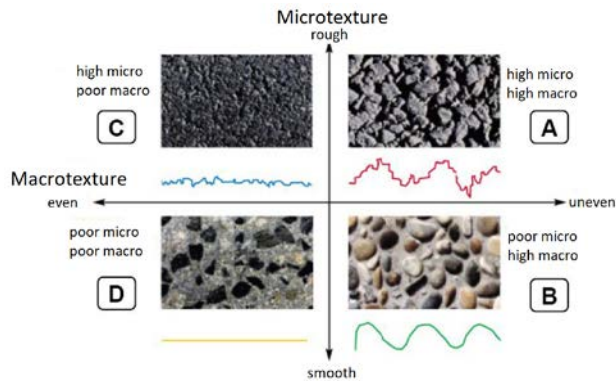 Microtexture
rough
high micro
poor macro
C
high micro
high macro
A
Macrotexture
even
uneven
poor micro
poor macro
D
poor micro
high macro
B
smooth